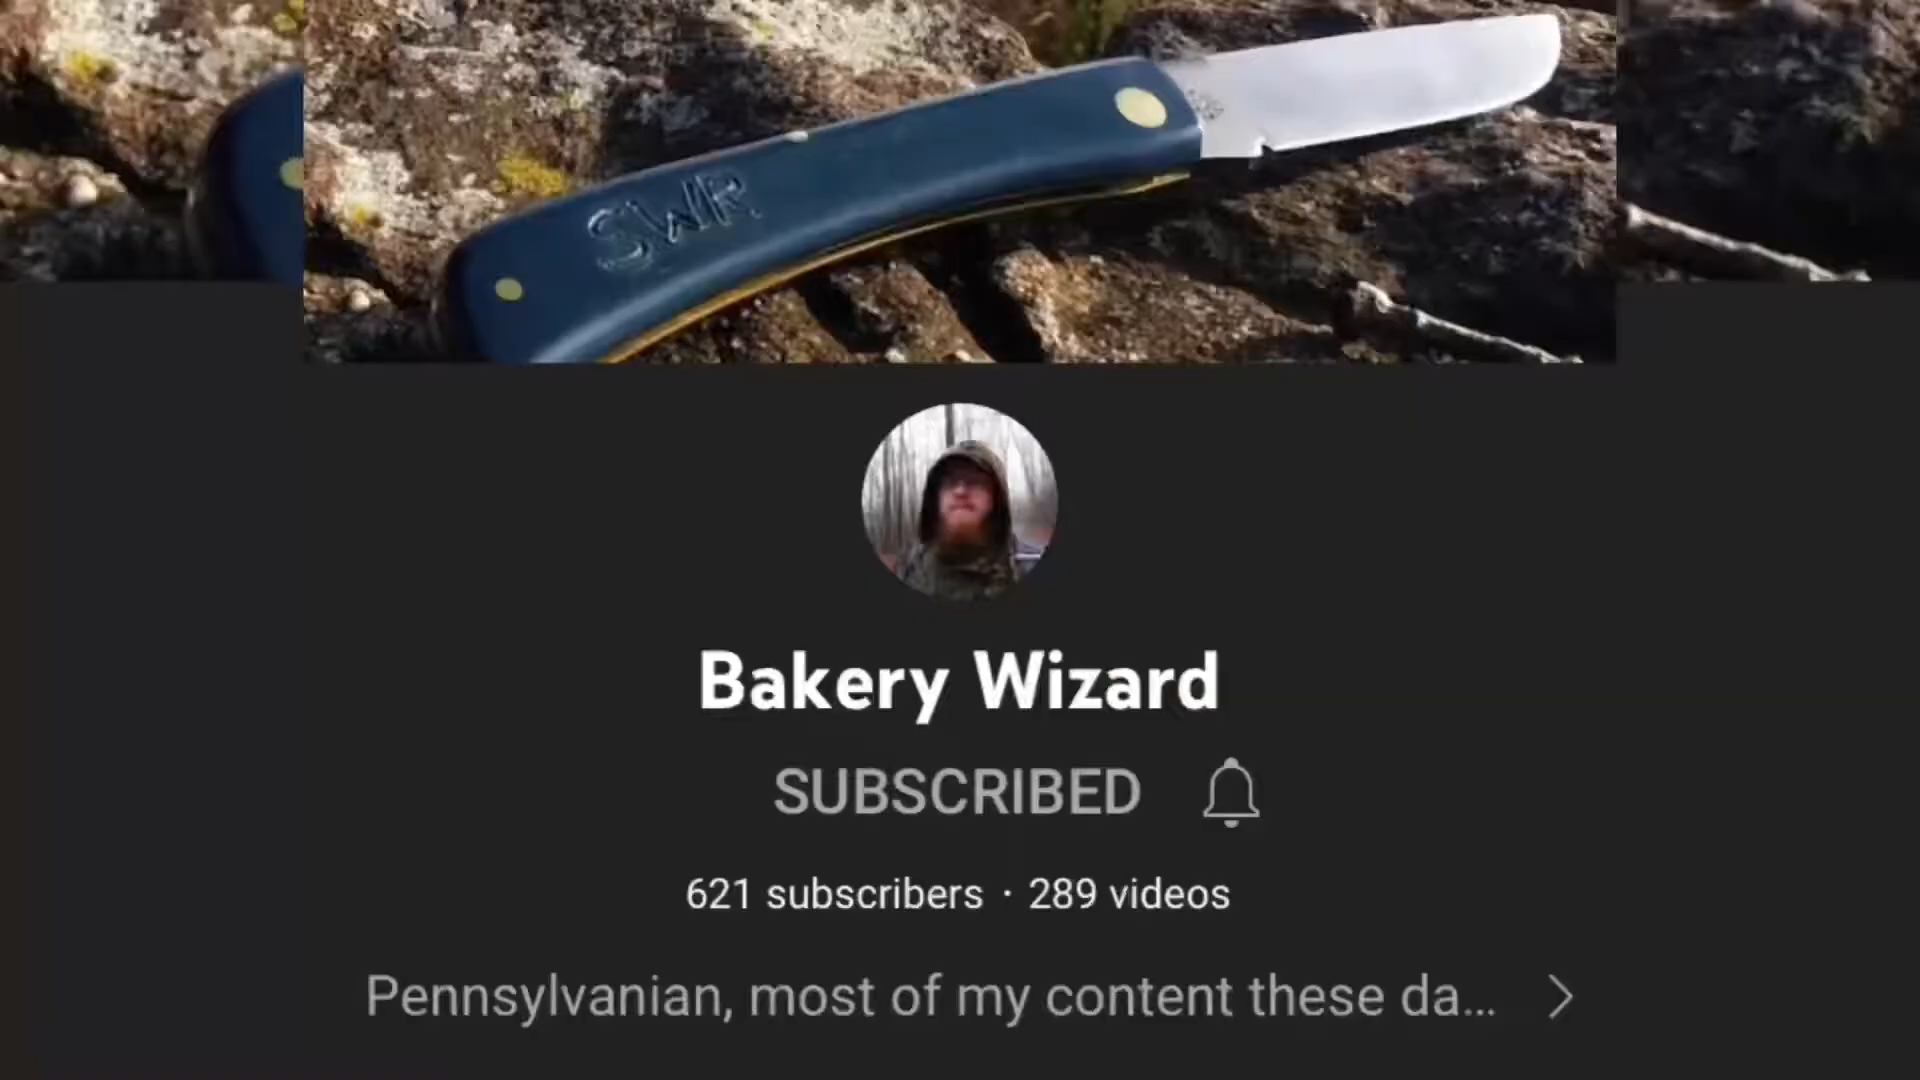 SWR
Bakery Wizard
SUBSCRIBED
621 subscribers · 289 videos
Pennsylvanian, most of my content these da...